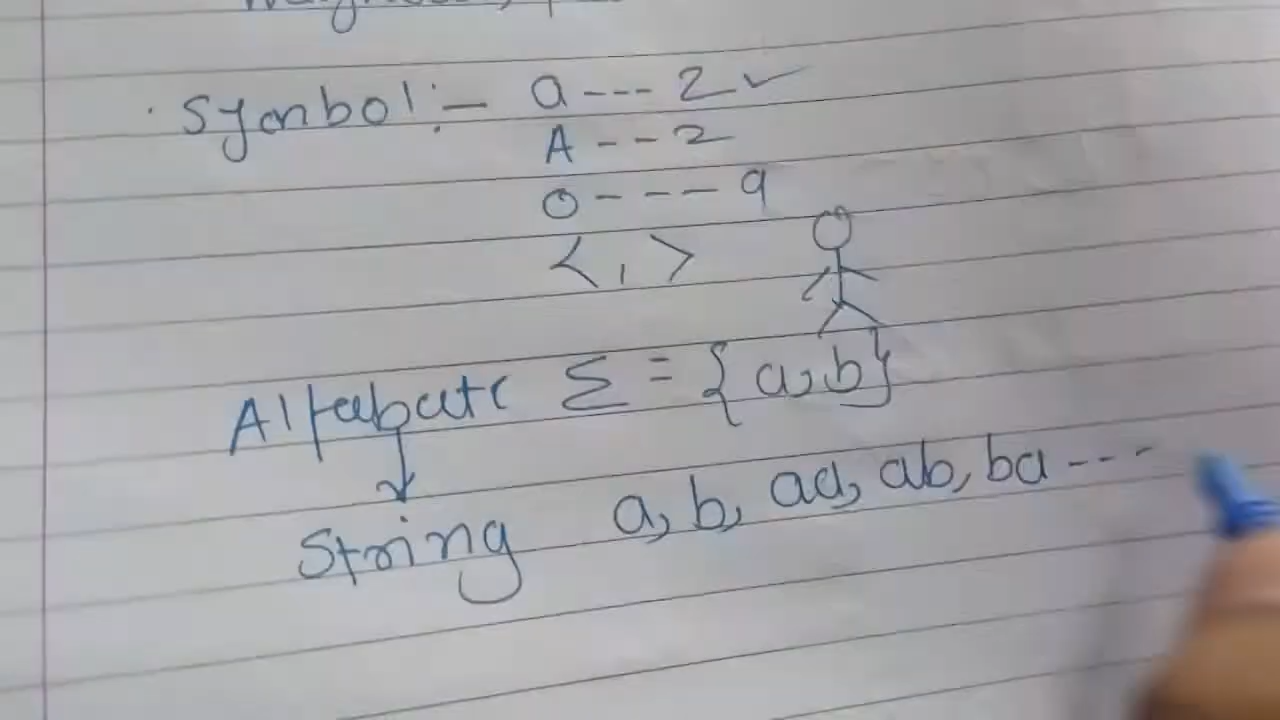 Symbol :- a --- z ✓
A -- z
0 --- 9
< , >
Alfabate Σ = {a,b}
String a, b, aa, ab, ba ---